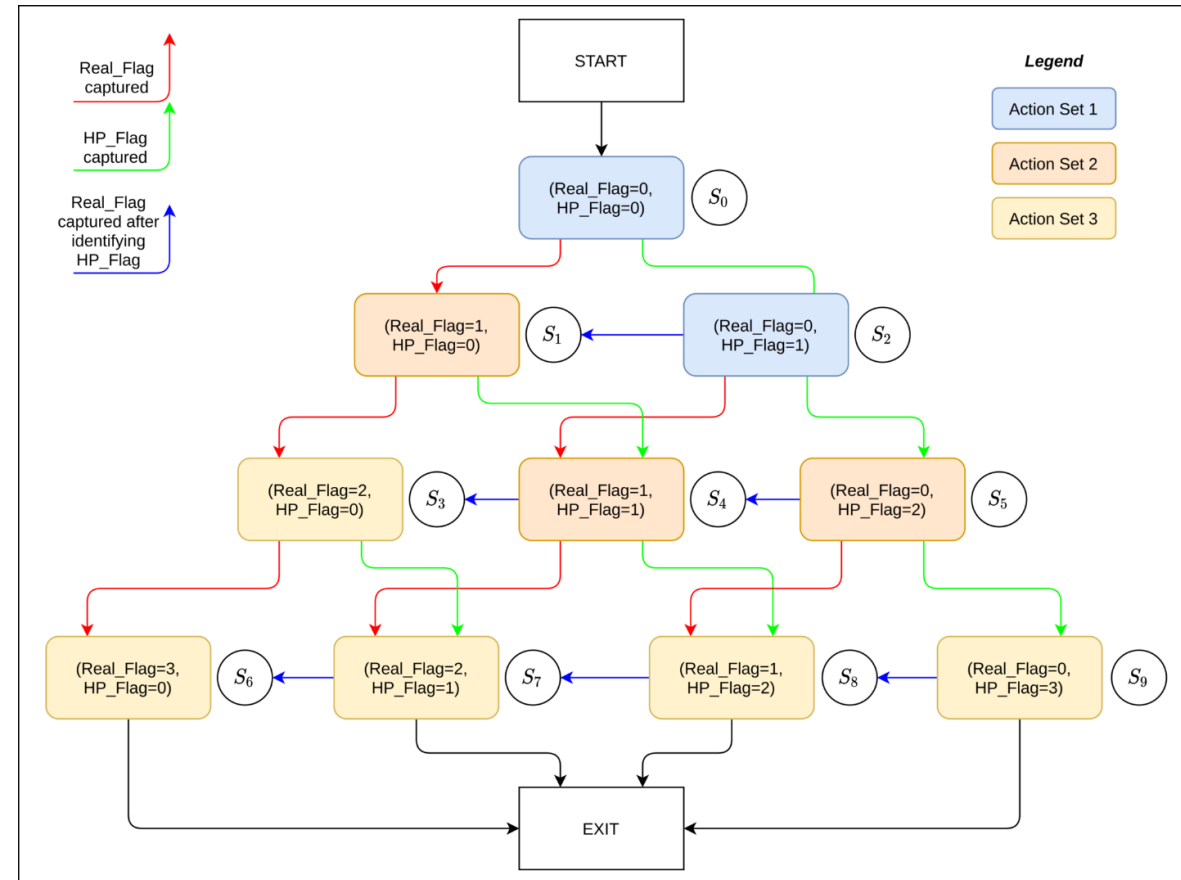 Real_Flag
captured
HP_Flag
captured
Real_Flag
captured after
identifying
HP_Flag
START
Legend
Action Set 1
Action Set 2
Action Set 3
(Real_Flag=0,
HP_Flag=0)
S0
(Real_Flag=1,
HP_Flag=0)
S1
(Real_Flag=0,
HP_Flag=1)
S2
(Real_Flag=2,
HP_Flag=0)
S3
(Real_Flag=1,
HP_Flag=1)
S4
(Real_Flag=0,
HP_Flag=2)
S5
(Real_Flag=3,
HP_Flag=0)
S6
(Real_Flag=2,
HP_Flag=1)
S7
(Real_Flag=1,
HP_Flag=2)
S8
(Real_Flag=0,
HP_Flag=3)
S9
EXIT